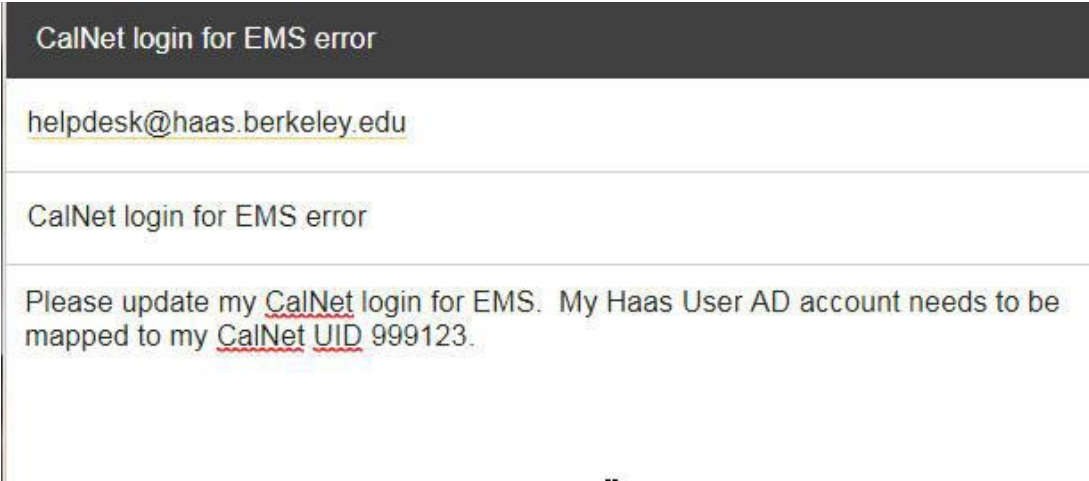 CalNet login for EMS error
helpdesk@haas.berkeley.edu
CalNet login for EMS error
Please update my CalNet login for EMS.  My Haas User AD account needs to be
mapped to my CalNet UID 999123.